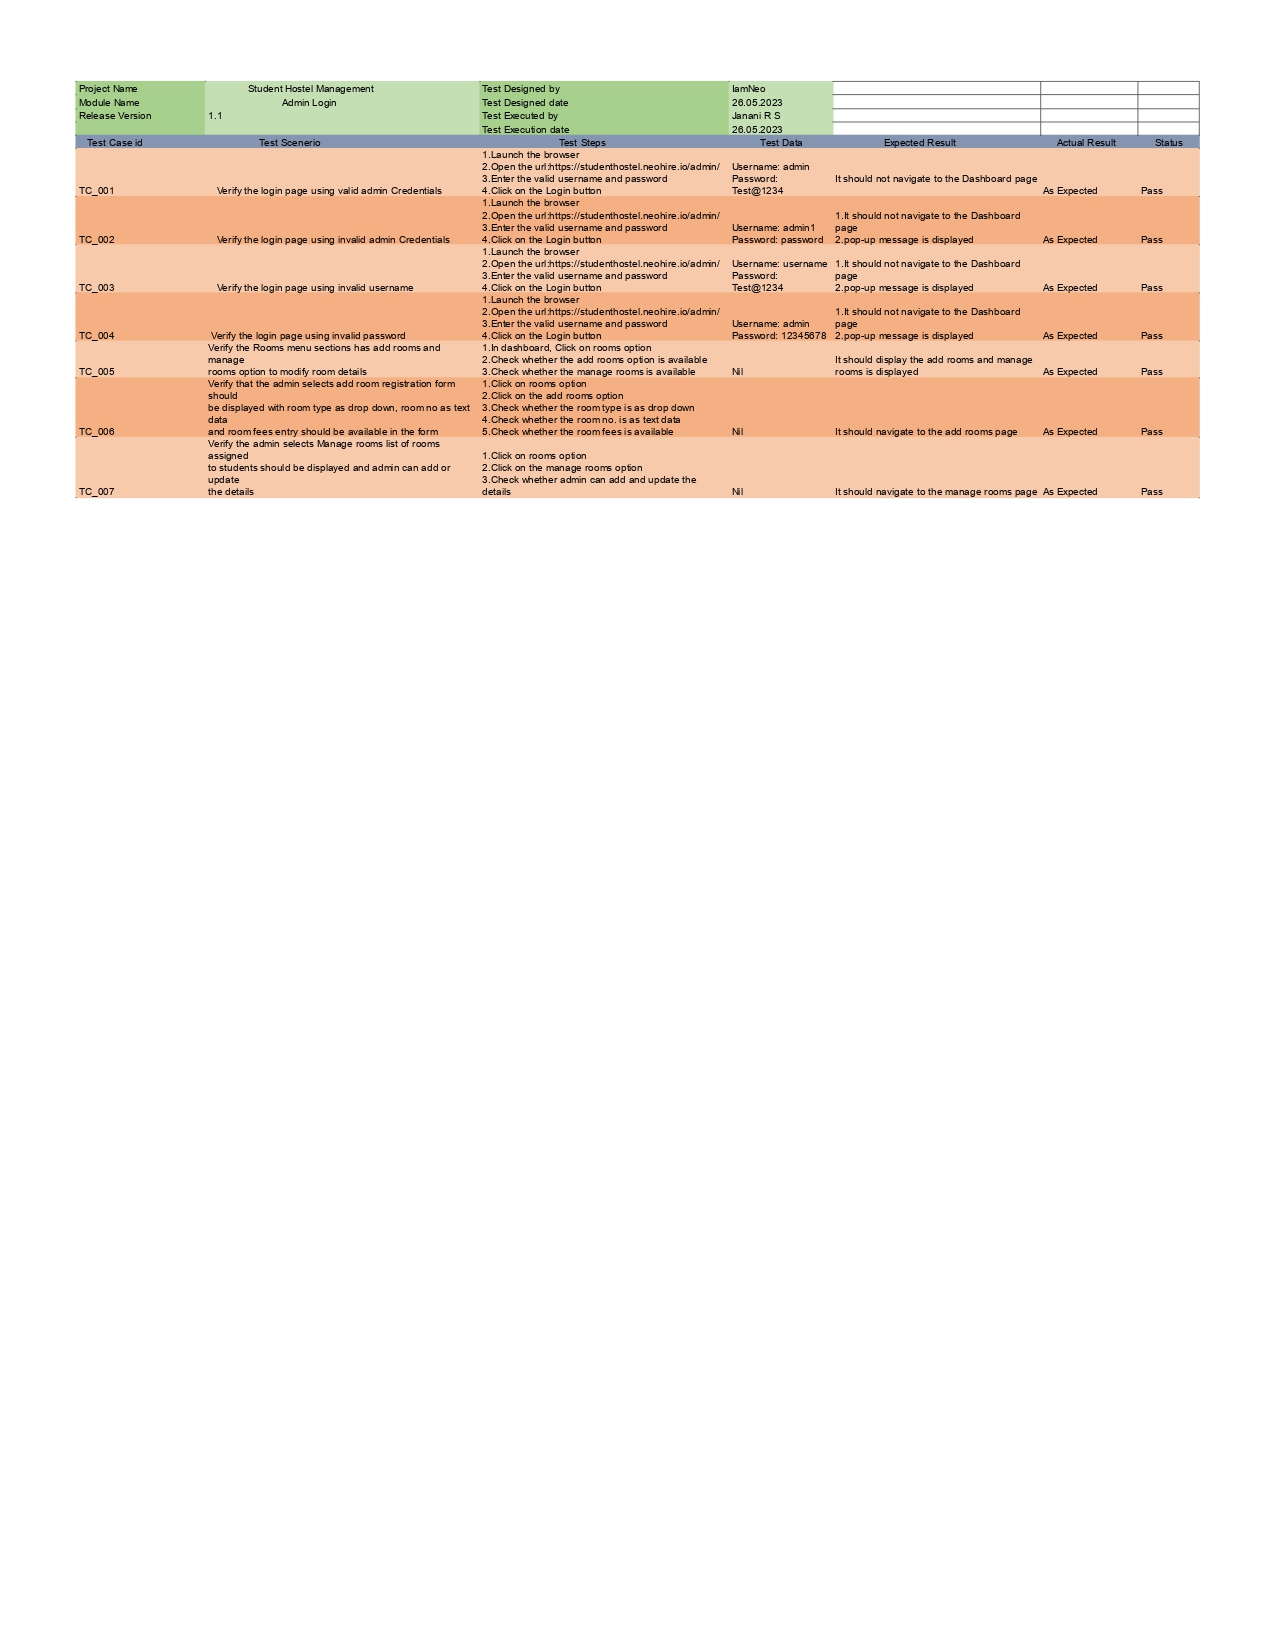 Project Name Student Hostel Management Test Designed by IamNeo
Module Name Admin Login Test Designed date 26.05.2023
Release Version 1.1 Test Executed by Janani R S
Test Execution date 26.05.2023
Test Case id Test Scenerio Test Steps Test Data Expected Result Actual Result Status
1.Launch the browser
2.Open the url:https://studenthostel.neohire.io/admin/ Username: admin
3.Enter the valid username and password Password: It should not navigate to the Dashboard page
TC_001 Verify the login page using valid admin Credentials 4.Click on the Login button Test@1234 As Expected Pass
1.Launch the browser
2.Open the url:https://studenthostel.neohire.io/admin/ 1.It should not navigate to the Dashboard
3.Enter the valid username and password Username: admin1 page
TC_002 Verify the login page using invalid admin Credentials 4.Click on the Login button Password: password 2.pop-up message is displayed As Expected Pass
1.Launch the browser
2.Open the url:https://studenthostel.neohire.io/admin/ Username: username 1.It should not navigate to the Dashboard
3.Enter the valid username and password Password: page
TC_003 Verify the login page using invalid username 4.Click on the Login button Test@1234 2.pop-up message is displayed As Expected Pass
1.Launch the browser
2.Open the url:https://studenthostel.neohire.io/admin/ 1.It should not navigate to the Dashboard
3.Enter the valid username and password Username: admin page
TC_004 Verify the login page using invalid password 4.Click on the Login button Password: 12345678 2.pop-up message is displayed As Expected Pass
Verify the Rooms menu sections has add rooms and 1.In dashboard, Click on rooms option
manage 2.Check whether the add rooms option is available It should display the add rooms and manage
TC_005 rooms option to modify room details 3.Check whether the manage rooms is available Nil rooms is displayed As Expected Pass
Verify that the admin selects add room registration form 1.Click on rooms option
should 2.Click on the add rooms option
be displayed with room type as drop down, room no as text 3.Check whether the room type is as drop down
data 4.Check whether the room no. is as text data
TC_006 and room fees entry should be available in the form 5.Check whether the room fees is available Nil It should navigate to the add rooms page As Expected Pass
Verify the admin selects Manage rooms list of rooms
assigned 1.Click on rooms option
to students should be displayed and admin can add or 2.Click on the manage rooms option
update 3.Check whether admin can add and update the
TC_007 the details details Nil It should navigate to the manage rooms page As Expected Pass